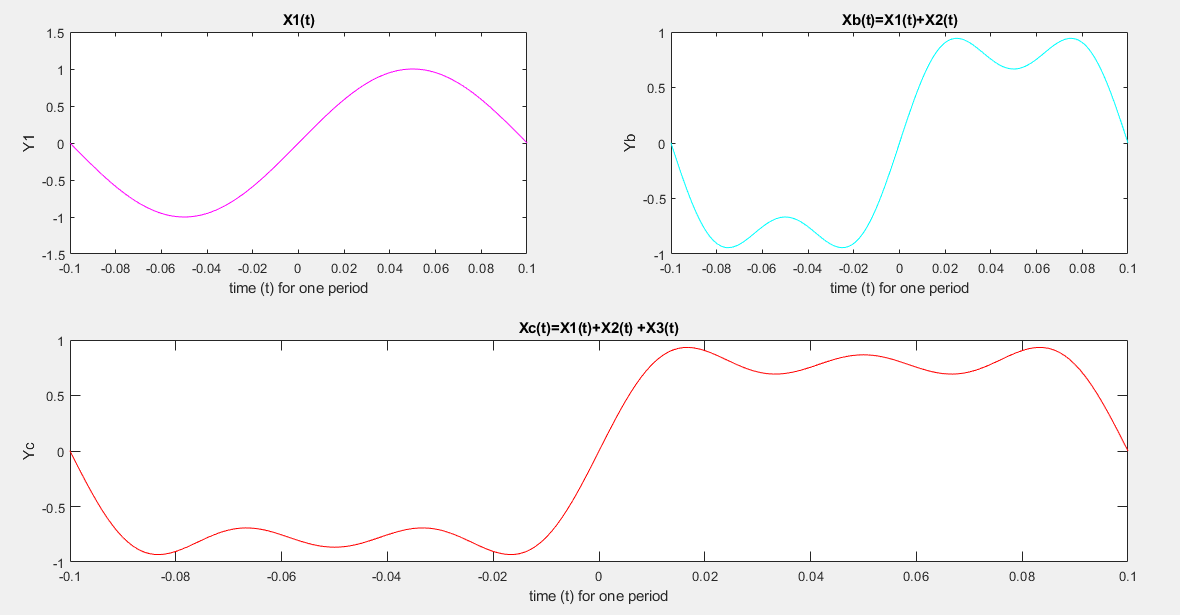 X1(t)
1.5
1
0.5
0
-0.5
-1
-1.5
Y1
-0.1 -0.08 -0.06 -0.04 -0.02 0 0.02 0.04 0.06 0.08 0.1
time (t) for one period
Xb(t)=X1(t)+X2(t)
1
0.5
0
-0.5
-1
Yb
-0.1 -0.08 -0.06 -0.04 -0.02 0 0.02 0.04 0.06 0.08 0.1
time (t) for one period
Xc(t)=X1(t)+X2(t) +X3(t)
1
0.5
0
-0.5
-1
Yc
-0.1 -0.08 -0.06 -0.04 -0.02 0 0.02 0.04 0.06 0.08 0.1
time (t) for one period